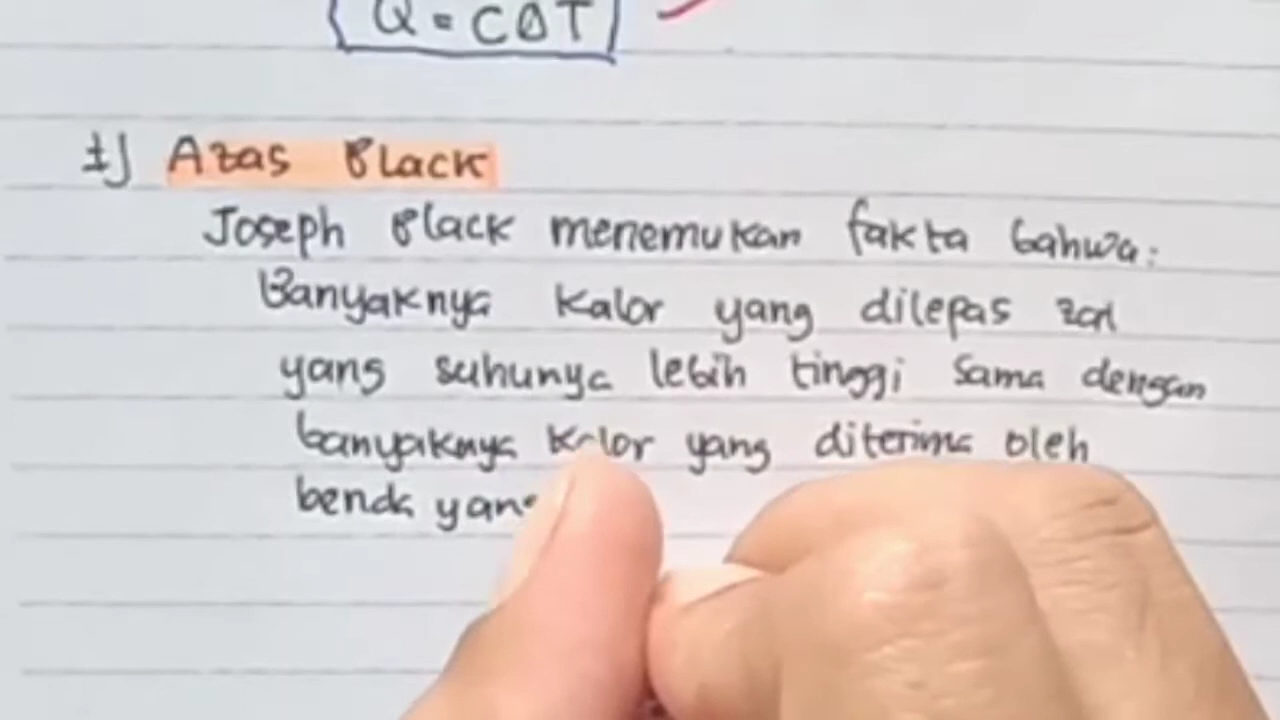 Q = CΔT
1) Azas Black
Joseph Black menemukan fakta bahwa:
Banyaknya kalor yang dilepas zat
yang suhunya lebih tinggi sama dengan
banyaknya kalor yang diterima oleh
benda yang